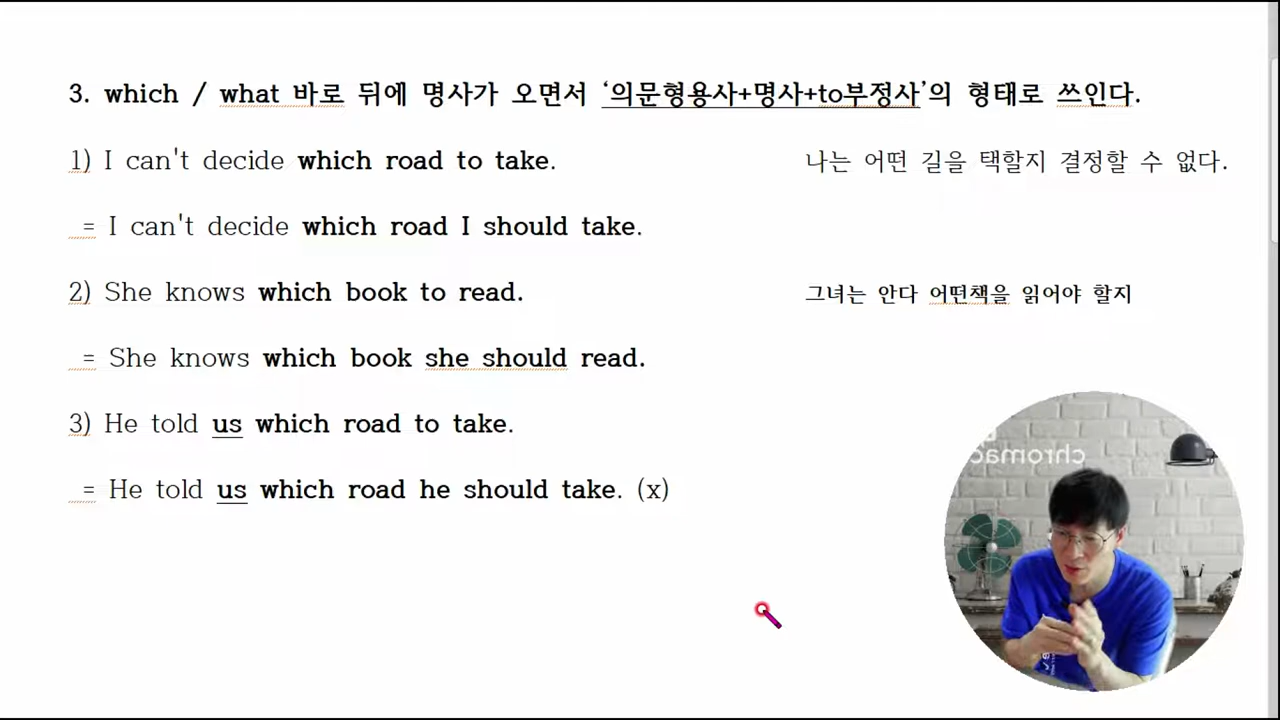 3. which / what 바로 뒤에 명사가 오면서 ‘의문형용사+명사+to부정사’의 형태로 쓰인다.
1) I can't decide which road to take. 나는 어떤 길을 택할지 결정할 수 없다.
= I can't decide which road I should take.
2) She knows which book to read. 그녀는 안다 어떤책을 읽어야 할지
= She knows which book she should read.
3) He told us which road to take.
= He told us which road he should take. (x)